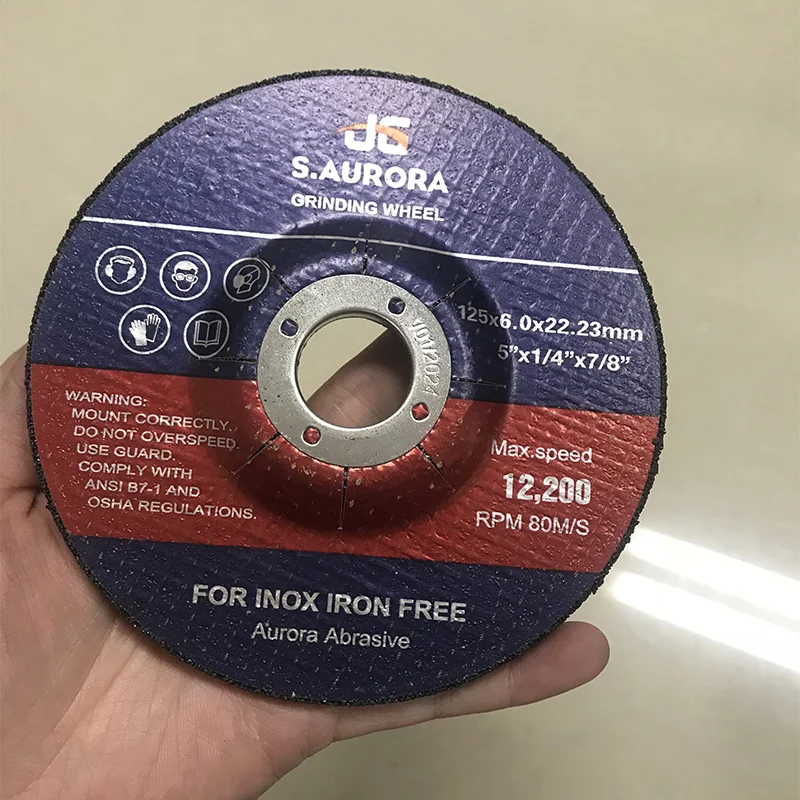 JG
S.AURORA
GRINDING WHEEL
125x6.0x22.23mm
5"x1/4"x7/8"
WARNING:
MOUNT CORRECTLY.
DO NOT OVERSPEED.
USE GUARD.
COMPLY WITH
ANSI B7-1 AND
OSHA REGULATIONS.
Max.speed
12,200
RPM 80M/S
FOR INOX IRON FREE
Aurora Abrasive